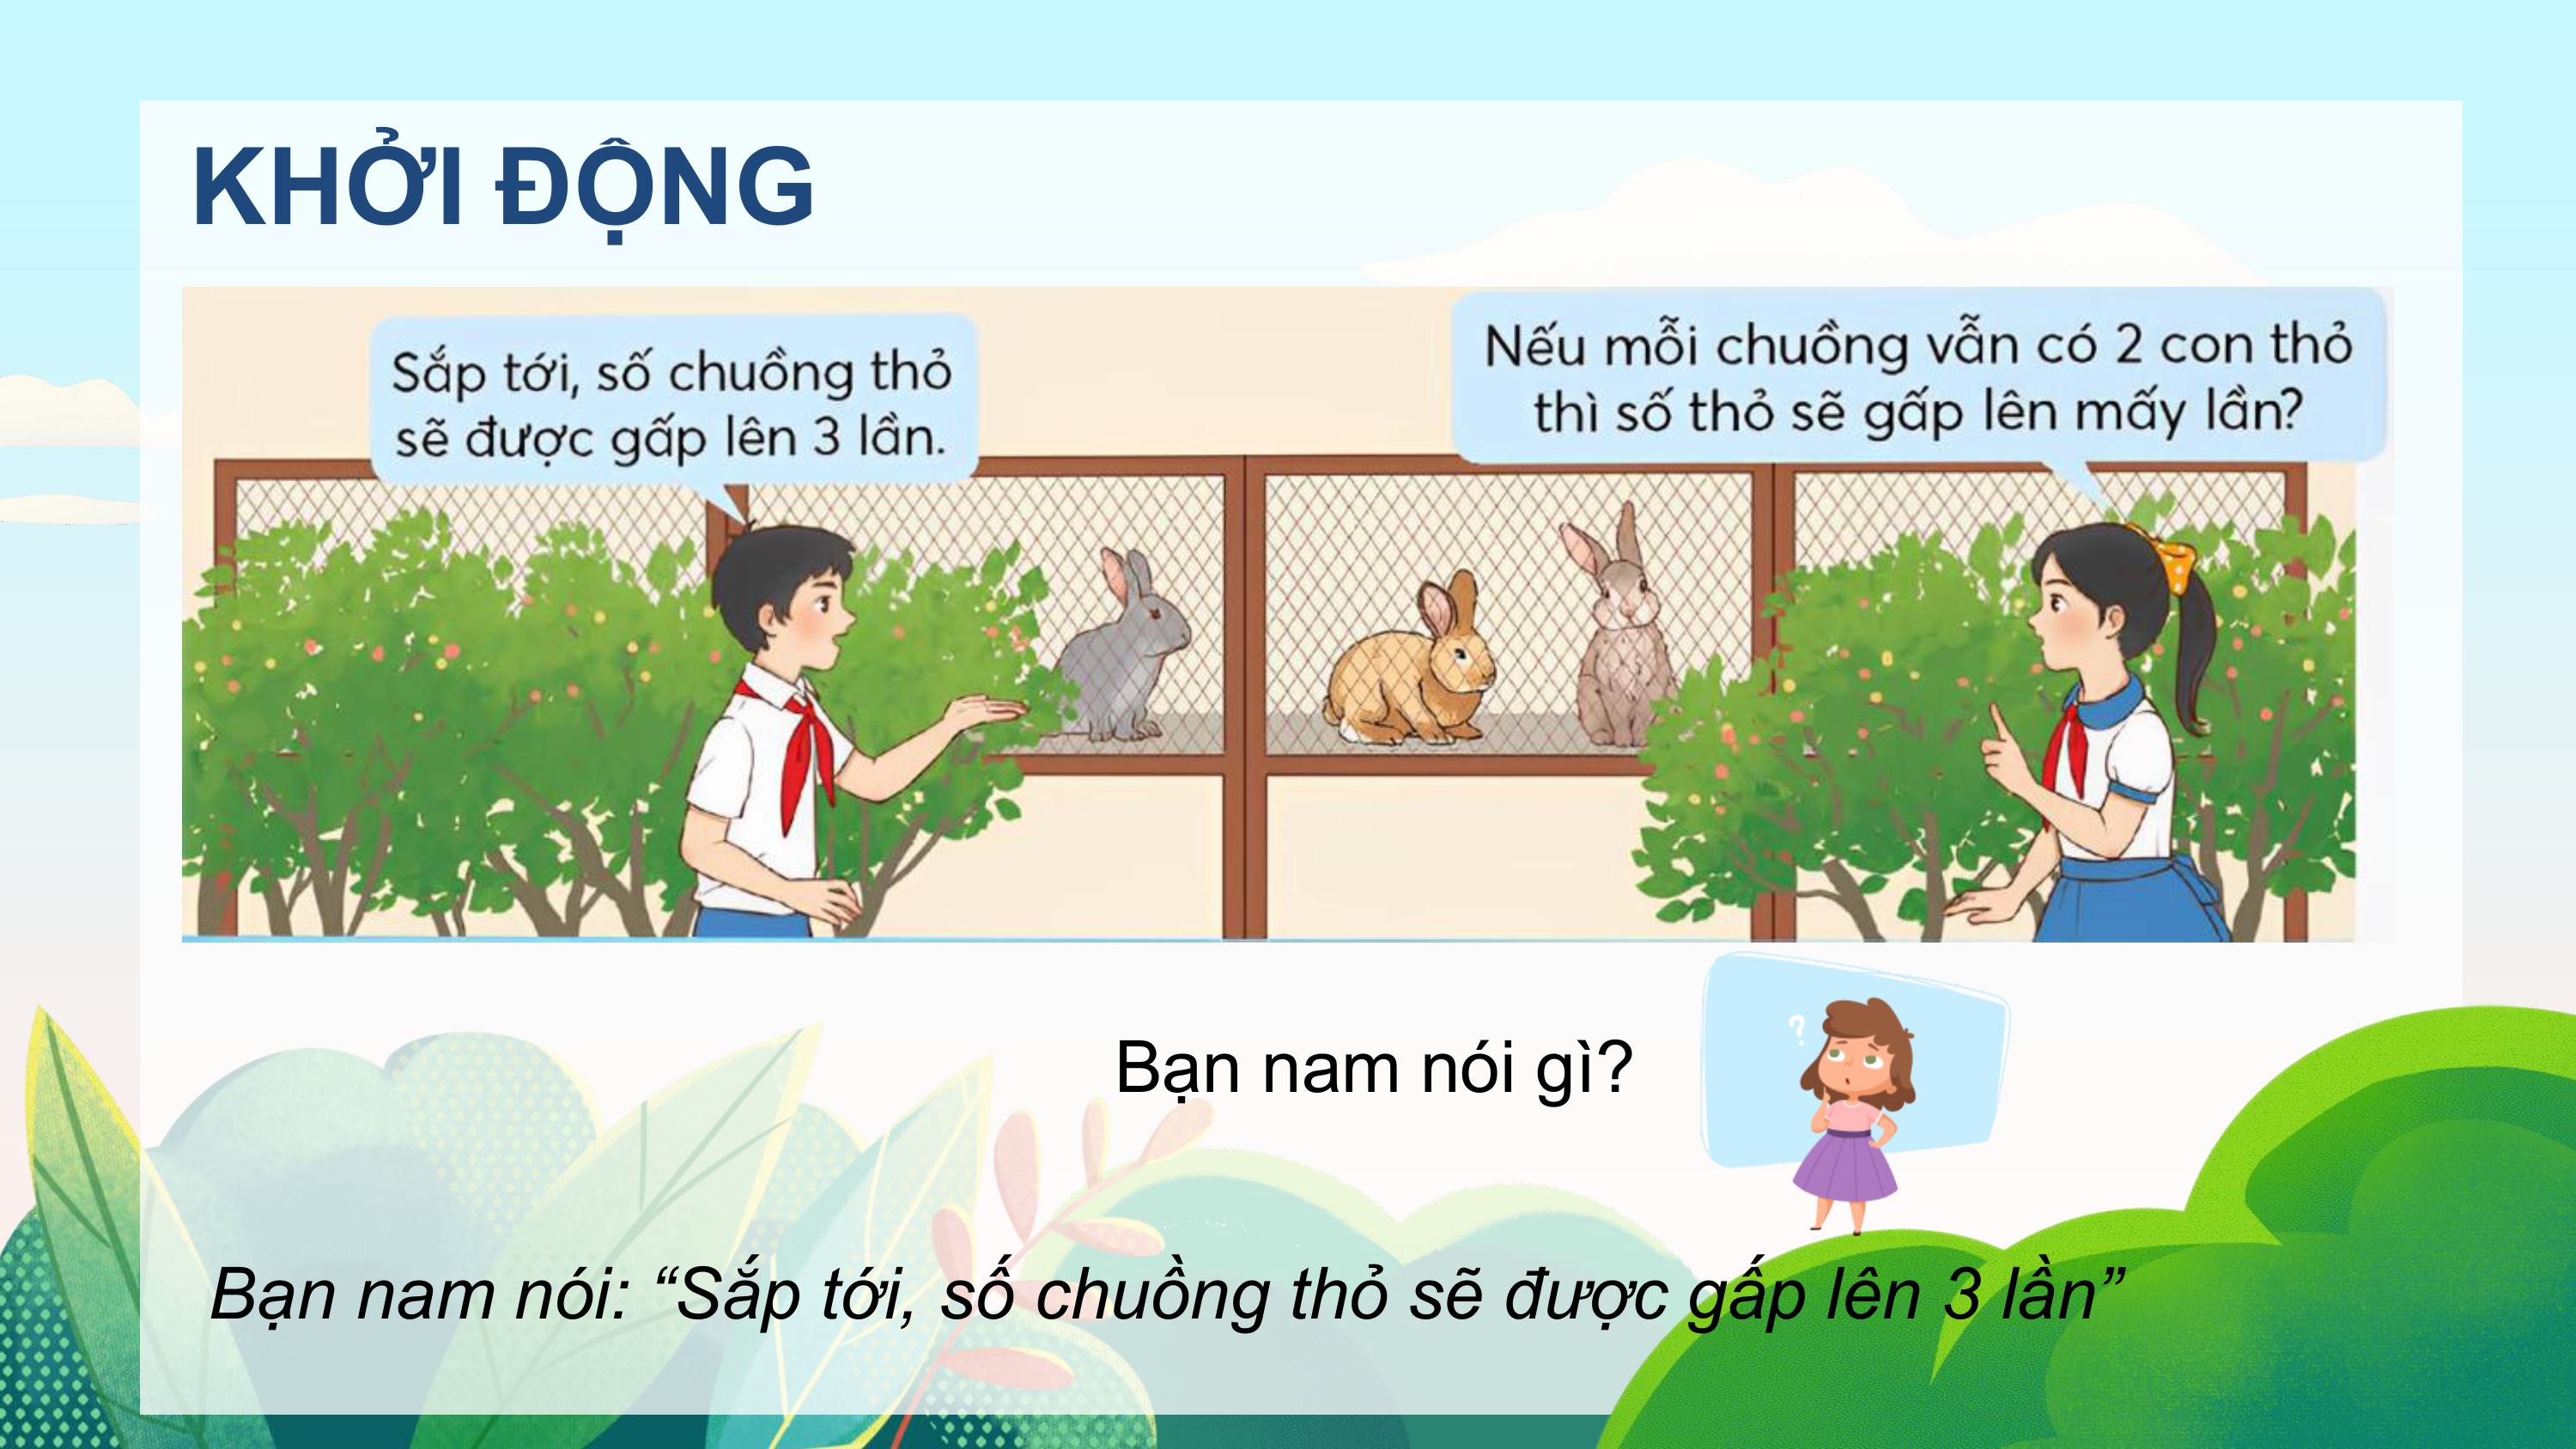 KHỞI ĐỘNG
Sắp tới, số chuồng thỏ
sẽ được gấp lên 3 lần.
Nếu mỗi chuồng vẫn có 2 con thỏ
thì số thỏ sẽ gấp lên mấy lần?
Bạn nam nói gì?
?
Bạn nam nói: “Sắp tới, số chuồng thỏ sẽ được gấp lên 3 lần”